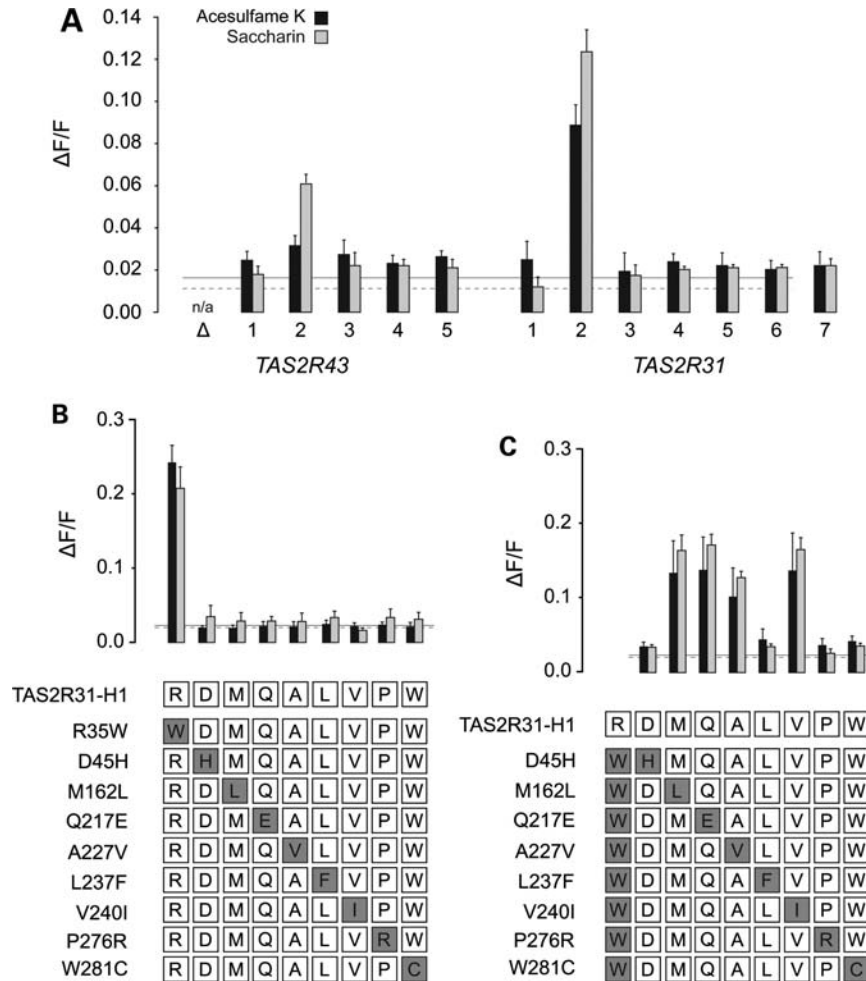 A
Acesulfame K
Saccharin
ΔF/F
0.14
0.12
0.10
0.08
0.06
0.04
0.02
0.00
n/a
Δ 1 2 3 4 5 1 2 3 4 5 6 7
TAS2R43 TAS2R31
B
ΔF/F
0.3
0.2
0.1
0.0
TAS2R31-H1 R D M Q A L V P W
R35W W D M Q A L V P W
D45H R H M Q A L V P W
M162L R D L Q A L V P W
Q217E R D M E A L V P W
A227V R D M Q V L V P W
L237F R D M Q A F V P W
V240I R D M Q A L I P W
P276R R D M Q A L V R W
W281C R D M Q A L V P C
C
ΔF/F
0.3
0.2
0.1
0.0
TAS2R31-H1 R D M Q A L V P W
D45H W H M Q A L V P W
M162L W D L Q A L V P W
Q217E W D M E A L V P W
A227V W D M Q V L V P W
L237F W D M Q A F V P W
V240I W D M Q A L I P W
P276R W D M Q A L V R W
W281C W D M Q A L V P C